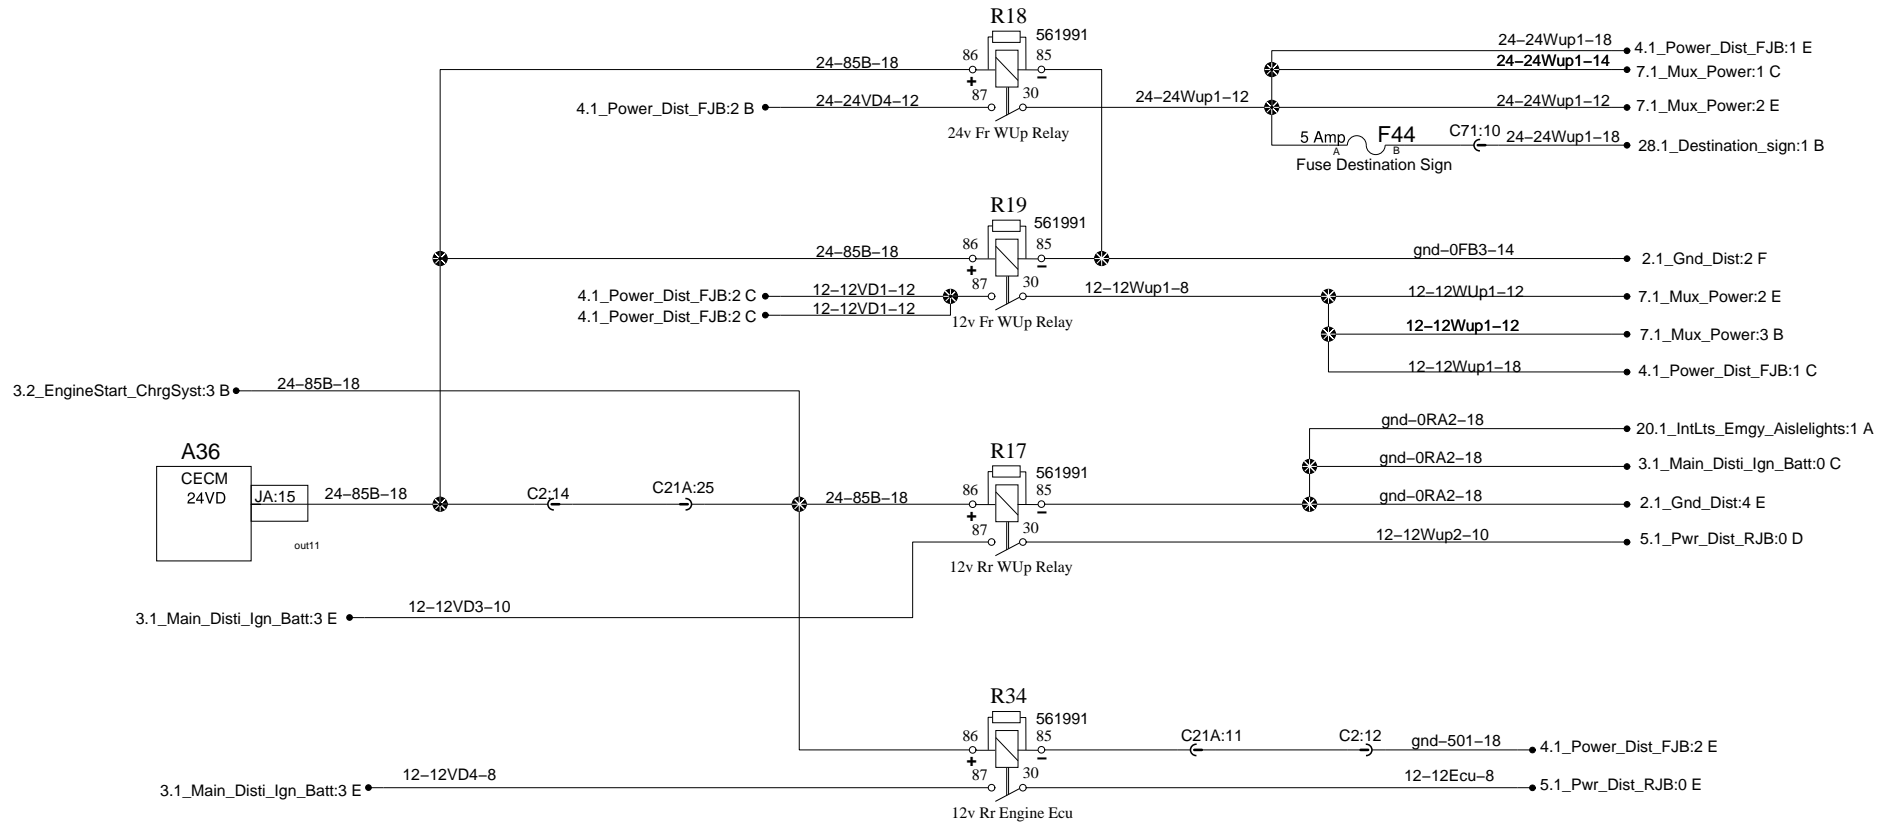 R18
561991
86
85
24-85B-18
+
-
87
30
4.1_Power_Dist_FJB:2 B
24-24VD4-12
24v Fr WUp Relay
24-24Wup1-12
24-24Wup1-18
4.1_Power_Dist_FJB:1 E
24-24Wup1-14
7.1_Mux_Power:1 C
24-24Wup1-12
7.1_Mux_Power:2 E
5 Amp
F44
A
B
Fuse Destination Sign
C71:10
24-24Wup1-18
28.1_Destination_sign:1 B
R19
561991
86
85
24-85B-18
+
-
gnd-0FB3-14
2.1_Gnd_Dist:2 F
87
30
4.1_Power_Dist_FJB:2 C
12-12VD1-12
4.1_Power_Dist_FJB:2 C
12-12VD1-12
12v Fr WUp Relay
12-12Wup1-8
12-12WUp1-12
7.1_Mux_Power:2 E
12-12Wup1-12
7.1_Mux_Power:3 B
12-12Wup1-18
4.1_Power_Dist_FJB:1 C
3.2_EngineStart_ChrgSyst:3 B
24-85B-18
A36
CECM
24VD
JA:15
out11
24-85B-18
C2:14
C21A:25
24-85B-18
R17
561991
86
85
+
-
87
30
12v Rr WUp Relay
gnd-0RA2-18
20.1_IntLts_Emgy_Aislelights:1 A
gnd-0RA2-18
3.1_Main_Disti_Ign_Batt:0 C
gnd-0RA2-18
2.1_Gnd_Dist:4 E
12-12Wup2-10
5.1_Pwr_Dist_RJB:0 D
3.1_Main_Disti_Ign_Batt:3 E
12-12VD3-10
R34
561991
86
85
+
-
87
30
12v Rr Engine Ecu
C21A:11
C2:12
gnd-501-18
4.1_Power_Dist_FJB:2 E
3.1_Main_Disti_Ign_Batt:3 E
12-12VD4-8
12-12Ecu-8
5.1_Pwr_Dist_RJB:0 E